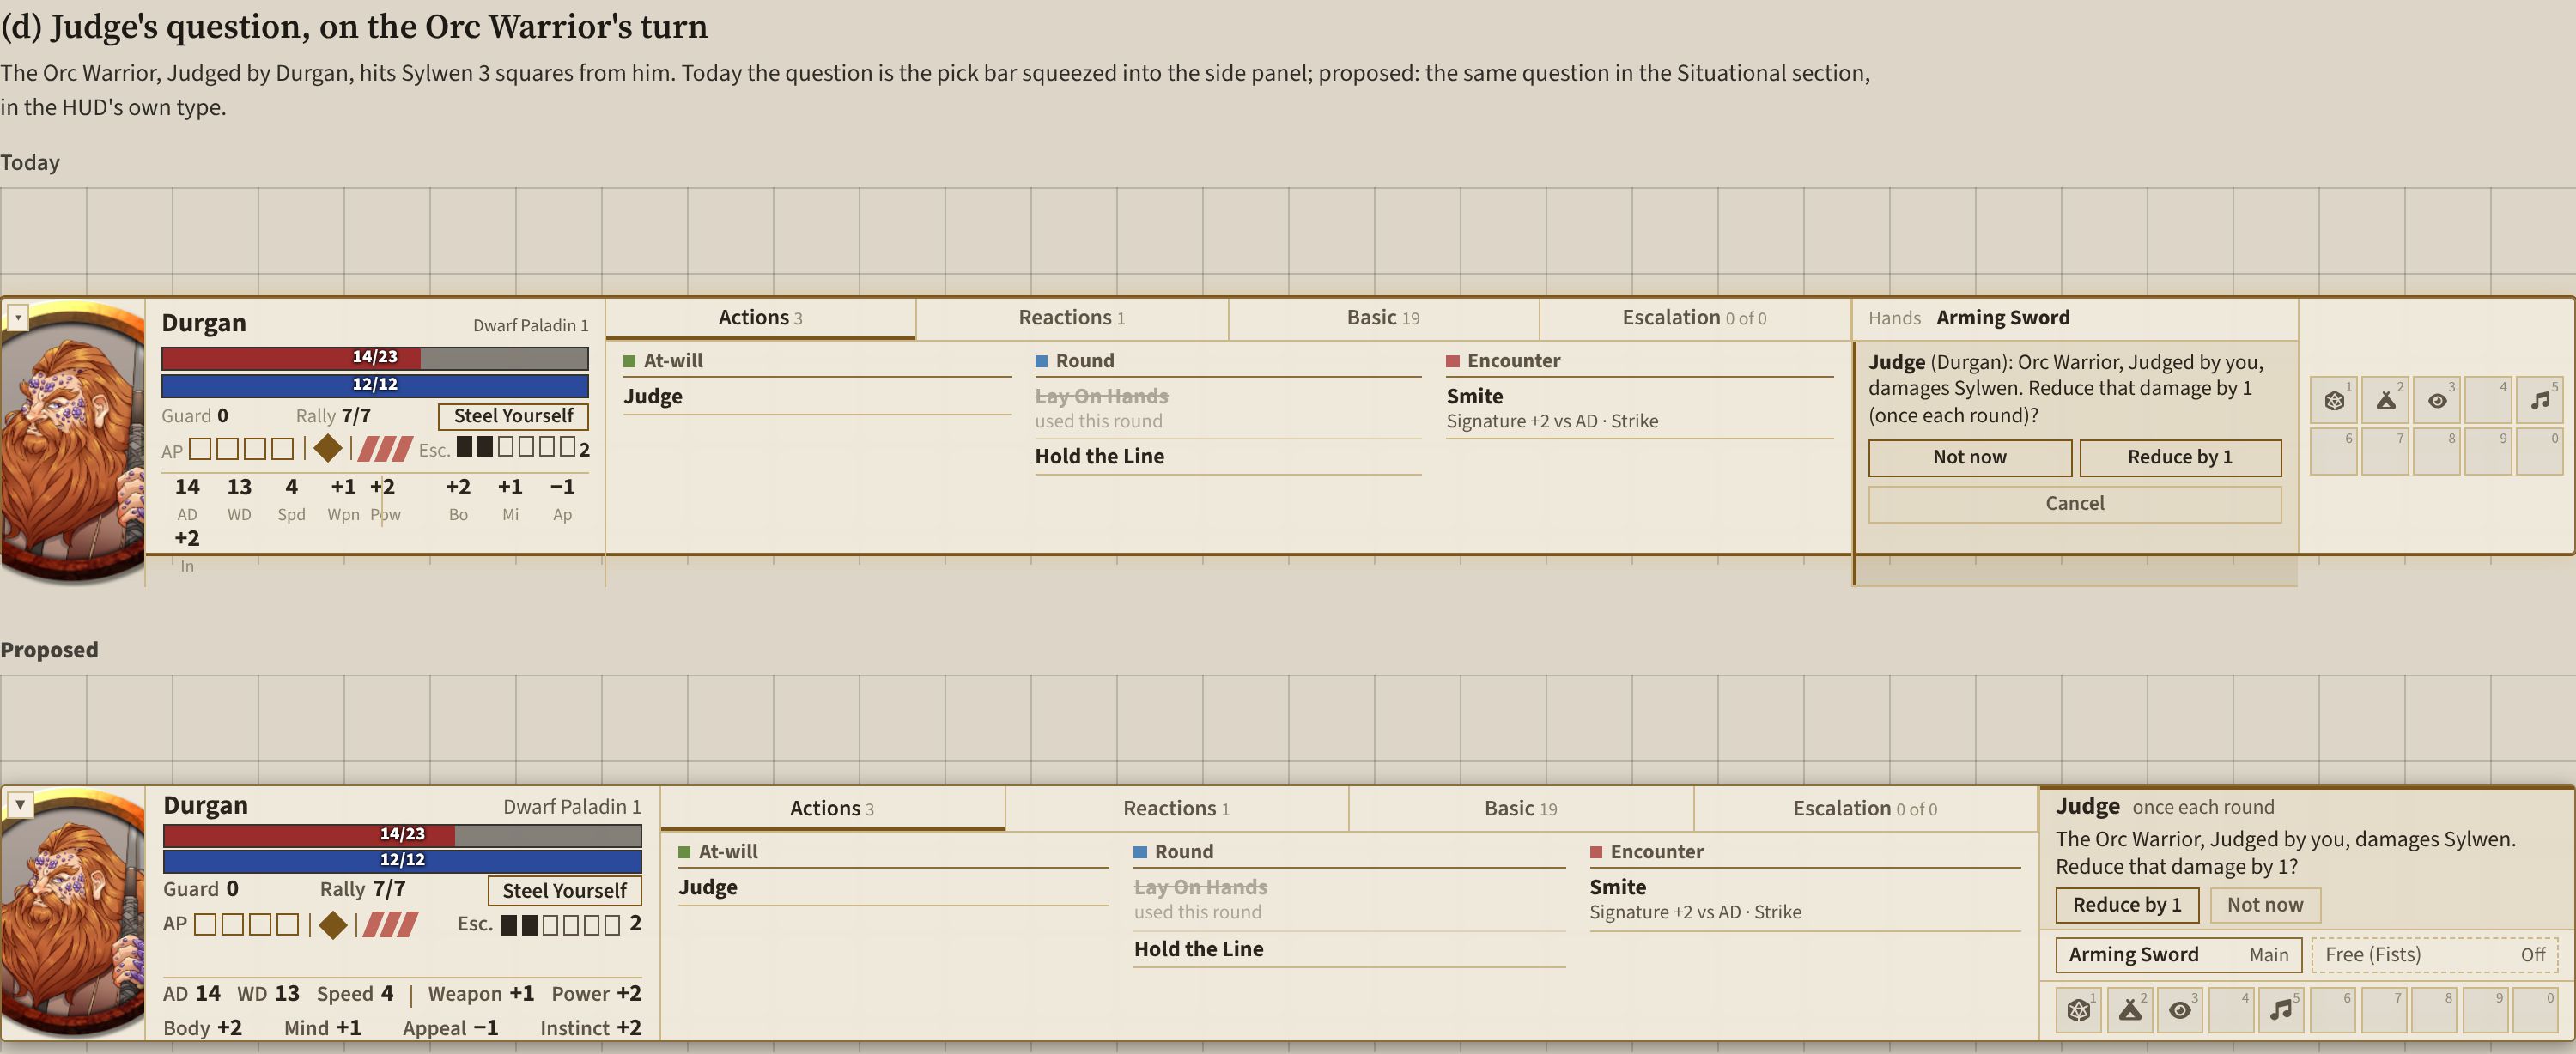 (d) Judge's question, on the Orc Warrior's turn
The Orc Warrior, Judged by Durgan, hits Sylwen 3 squares from him. Today the question is the pick bar squeezed into the side panel; proposed: the same question in the Situational section,
in the HUD's own type.
Today
Durgan
Dwarf Paladin 1
14/23
12/12
Guard 0 Rally 7/7 Steel Yourself
AP Esc. 2
14 13 4 +1 +2 +2 +1 −1
AD WD Spd Wpn Pow Bo Mi Ap
+2
In
Actions 3 Reactions 1 Basic 19 Escalation 0 of 0
At-will
Judge
Round
Lay On Hands
used this round
Hold the Line
Encounter
Smite
Signature +2 vs AD · Strike
Hands Arming Sword
Judge (Durgan): Orc Warrior, Judged by you,
damages Sylwen. Reduce that damage by 1
(once each round)?
Not now Reduce by 1
Cancel
1 2 3 4 5
6 7 8 9 0
Proposed
Durgan
Dwarf Paladin 1
14/23
12/12
Guard 0 Rally 7/7 Steel Yourself
AP Esc. 2
AD 14 WD 13 Speed 4 Weapon +1 Power +2
Body +2 Mind +1 Appeal −1 Instinct +2
Actions 3 Reactions 1 Basic 19 Escalation 0 of 0
At-will
Judge
Round
Lay On Hands
used this round
Hold the Line
Encounter
Smite
Signature +2 vs AD · Strike
Judge once each round
The Orc Warrior, Judged by you, damages Sylwen.
Reduce that damage by 1?
Reduce by 1 Not now
Arming Sword Main Free (Fists) Off
1 2 3 4 5 6 7 8 9 0